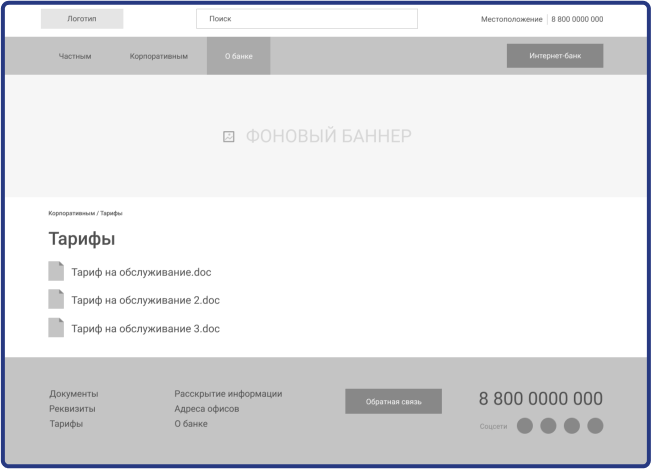 Логотип
Поиск
Местоположение 8 800 0000 000
Частным
Корпоративным
О банке
Интернет-банк
ФОНОВЫЙ БАННЕР
Корпоративным / Тарифы
Тарифы
Тариф на обслуживание.doc
Тариф на обслуживание 2.doc
Тариф на обслуживание 3.doc
Документы
Реквизиты
Тарифы
Расскрытие информации
Адреса офисов
О банке
Обратная связь
8 800 0000 000
Соцсети